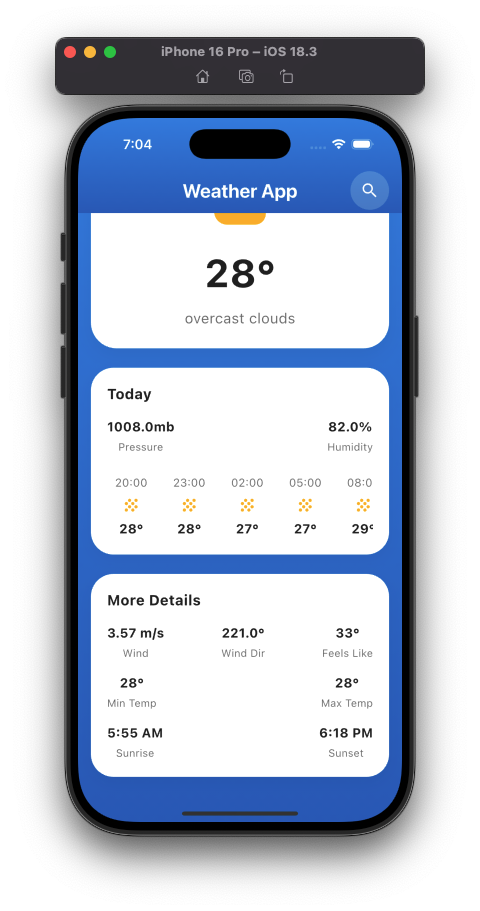 iPhone 16 Pro – iOS 18.3
7:04
Weather App
28°
overcast clouds
Today
1008.0mb 82.0%
Pressure Humidity
20:00 23:00 02:00 05:00 08:0
28° 28° 27° 27° 29°
More Details
3.57 m/s 221.0° 33°
Wind Wind Dir Feels Like
28° 28°
Min Temp Max Temp
5:55 AM 6:18 PM
Sunrise Sunset